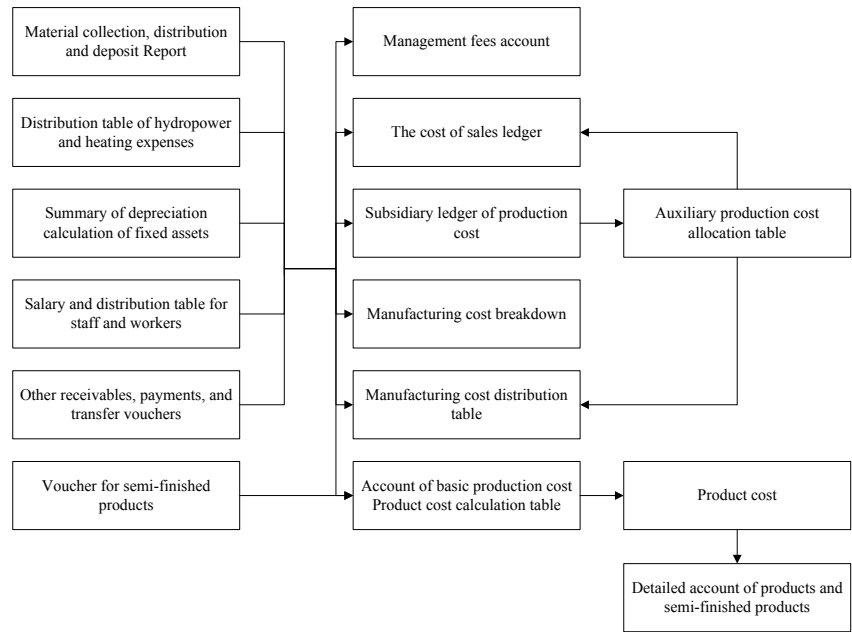 Material collection, distribution
and deposit Report
Management fees account
Distribution table of hydropower
and heating expenses
The cost of sales ledger
Summary of depreciation
calculation of fixed assets
Subsidiary ledger of production
cost
Auxiliary production cost
allocation table
Salary and distribution table for
staff and workers
Manufacturing cost breakdown
Other receivables, payments, and
transfer vouchers
Manufacturing cost distribution
table
Voucher for semi-finished
products
Account of basic production cost
Product cost calculation table
Product cost
Detailed account of products and
semi-finished products